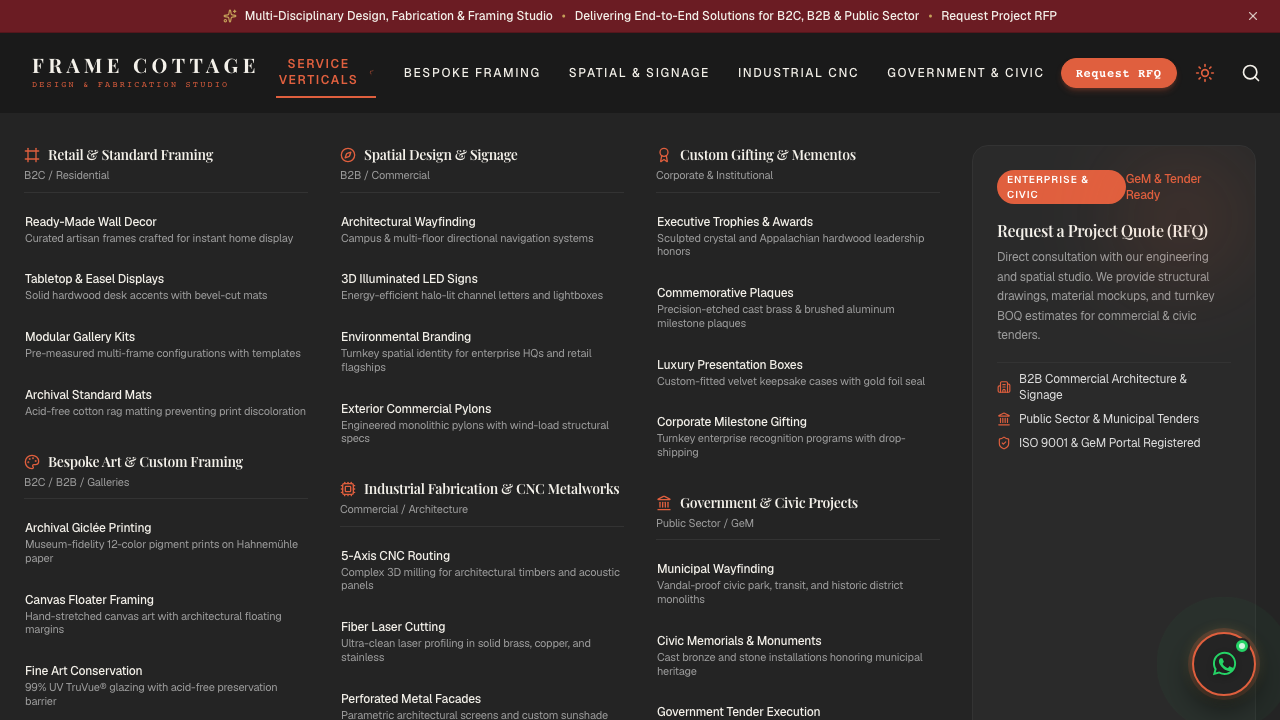 Multi-Disciplinary Design, Fabrication & Framing Studio • Delivering End-to-End Solutions for B2C, B2B & Public Sector • Request Project RFP
FRAME COTTAGE
DESIGN & FABRICATION STUDIO
SERVICE
VERTICALS
BESPOKE FRAMING
SPATIAL & SIGNAGE
INDUSTRIAL CNC
GOVERNMENT & CIVIC
Request RFQ
Retail & Standard Framing
B2C / Residential
Ready-Made Wall Decor
Curated artisan frames crafted for instant home display
Tabletop & Easel Displays
Solid hardwood desk accents with bevel-cut mats
Modular Gallery Kits
Pre-measured multi-frame configurations with templates
Archival Standard Mats
Acid-free cotton rag matting preventing print discoloration
Bespoke Art & Custom Framing
B2C / B2B / Galleries
Archival Giclée Printing
Museum-fidelity 12-color pigment prints on Hahnemühle
paper
Canvas Floater Framing
Hand-stretched canvas art with architectural floating
margins
Fine Art Conservation
99% UV TruVue® glazing with acid-free preservation
barrier
Spatial Design & Signage
B2B / Commercial
Architectural Wayfinding
Campus & multi-floor directional navigation systems
3D Illuminated LED Signs
Energy-efficient halo-lit channel letters and lightboxes
Environmental Branding
Turnkey spatial identity for enterprise HQs and retail
flagships
Exterior Commercial Pylons
Engineered monolithic pylons with wind-load structural
specs
Industrial Fabrication & CNC Metalworks
Commercial / Architecture
5-Axis CNC Routing
Complex 3D milling for architectural timbers and acoustic
panels
Fiber Laser Cutting
Ultra-clean laser profiling in solid brass, copper, and
stainless
Perforated Metal Facades
Parametric architectural screens and custom sunshade
Custom Gifting & Mementos
Corporate & Institutional
Executive Trophies & Awards
Sculpted crystal and Appalachian hardwood leadership
honors
Commemorative Plaques
Precision-etched cast brass & brushed aluminum
milestone plaques
Luxury Presentation Boxes
Custom-fitted velvet keepsake cases with gold foil seal
Corporate Milestone Gifting
Turnkey enterprise recognition programs with drop-
shipping
Government & Civic Projects
Public Sector / GeM
Municipal Wayfinding
Vandal-proof civic park, transit, and historic district
monoliths
Civic Memorials & Monuments
Cast bronze and stone installations honoring municipal
heritage
Government Tender Execution
ENTERPRISE &
CIVIC
GeM & Tender
Ready
Request a Project Quote (RFQ)
Direct consultation with our engineering
and spatial studio. We provide structural
drawings, material mockups, and turnkey
BOQ estimates for commercial & civic
tenders.
B2B Commercial Architecture &
Signage
Public Sector & Municipal Tenders
ISO 9001 & GeM Portal Registered